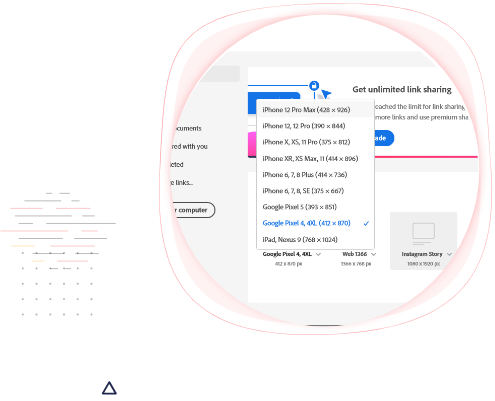 Get unlimited link sharing
iPhone 12 Pro Max (428 × 926)
eached the limit for link sharing
iPhone 12, 12 Pro (390 × 844)
more links and use premium sha
ocuments
iPhone X, XS, 11 Pro (375 × 812)
ade
red with you
iPhone XR, XS Max, 11 (414 × 896)
eted
iPhone 6, 7, 8 Plus (414 × 736)
e links...
iPhone 6, 7, 8, SE (375 × 667)
r computer
Google Pixel 5 (393 × 851)
Google Pixel 4, 4XL (412 × 870)
iPad, Nexus 9 (768 × 1024)
Google Pixel 4, 4XL
Web 1366
Instagram Story
412 x 870 px
1366 x 768 px
1080 x 1920 px